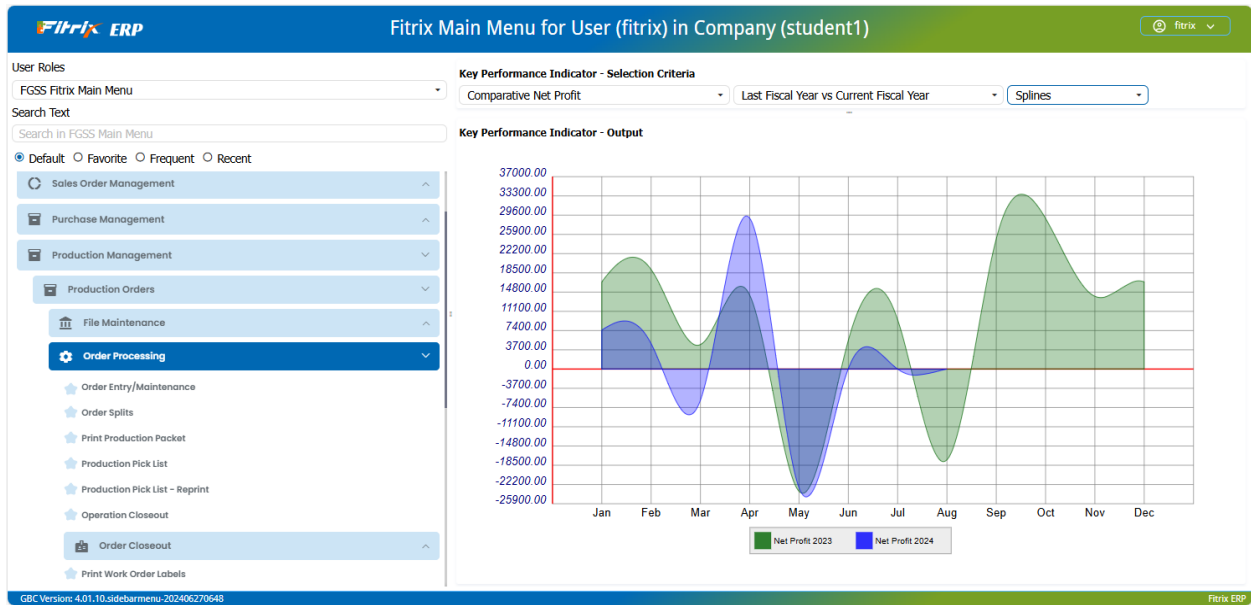 Fitrix ERP
Fitrix Main Menu for User (fitrix) in Company (student1)
fitrix
User Roles
FGSS Fitrix Main Menu
Search Text
Search in FGSS Main Menu
Default Favorite Frequent Recent
Sales Order Management
Purchase Management
Production Management
Production Orders
File Maintenance
Order Processing
Order Entry/Maintenance
Order Splits
Print Production Packet
Production Pick List
Production Pick List - Reprint
Operation Closeout
Order Closeout
Print Work Order Labels
Key Performance Indicator - Selection Criteria
Comparative Net Profit
Last Fiscal Year vs Current Fiscal Year
Splines
Key Performance Indicator - Output
37000.00
33300.00
29600.00
25900.00
22200.00
18500.00
14800.00
11100.00
7400.00
3700.00
0.00
-3700.00
-7400.00
-11100.00
-14800.00
-18500.00
-22200.00
-25900.00
Jan Feb Mar Apr May Jun Jul Aug Sep Oct Nov Dec
Net Profit 2023 Net Profit 2024
GBC Version: 4.01.10.sidebarmenu-202406270648
Fitrix ERP